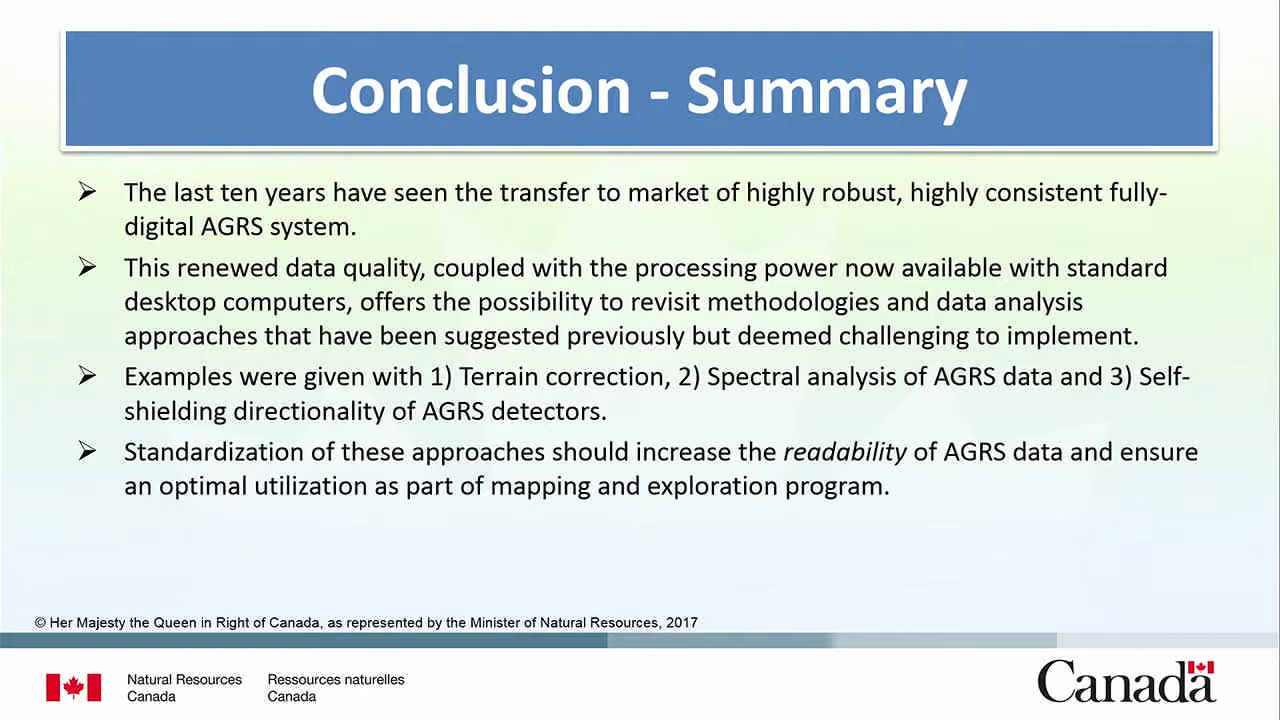 Conclusion - Summary
➢ The last ten years have seen the transfer to market of highly robust, highly consistent fully-
digital AGRS system.
➢ This renewed data quality, coupled with the processing power now available with standard
desktop computers, offers the possibility to revisit methodologies and data analysis
approaches that have been suggested previously but deemed challenging to implement.
➢ Examples were given with 1) Terrain correction, 2) Spectral analysis of AGRS data and 3) Self-
shielding directionality of AGRS detectors.
➢ Standardization of these approaches should increase the readability of AGRS data and ensure
an optimal utilization as part of mapping and exploration program.
© Her Majesty the Queen in Right of Canada, as represented by the Minister of Natural Resources, 2017
Natural Resources
Canada
Ressources naturelles
Canada
Canada